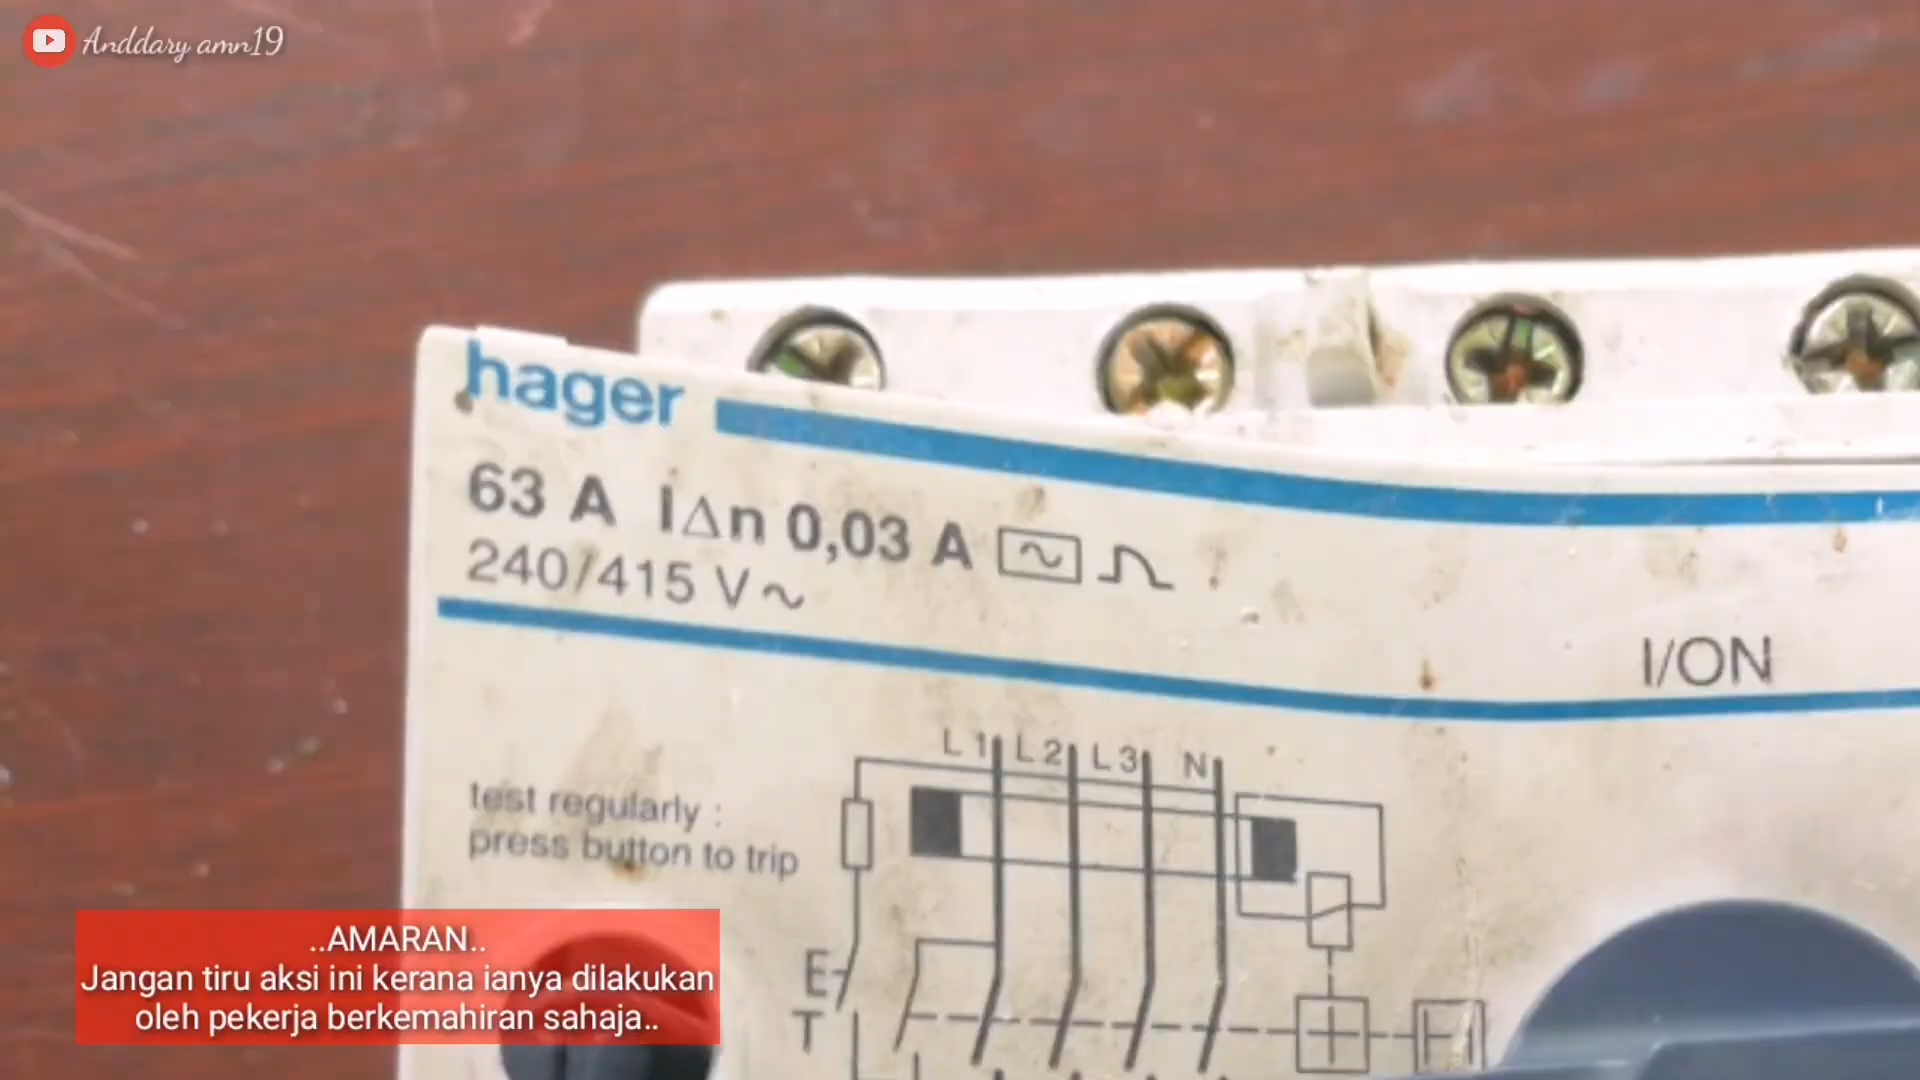 Anddary amn19
hager
63 A IΔn 0,03 A
240/415 V~
I/ON
L1 L2 L3 N
test regularly :
press button to trip
E
T
..AMARAN..
Jangan tiru aksi ini kerana ianya dilakukan
oleh pekerja berkemahiran sahaja..